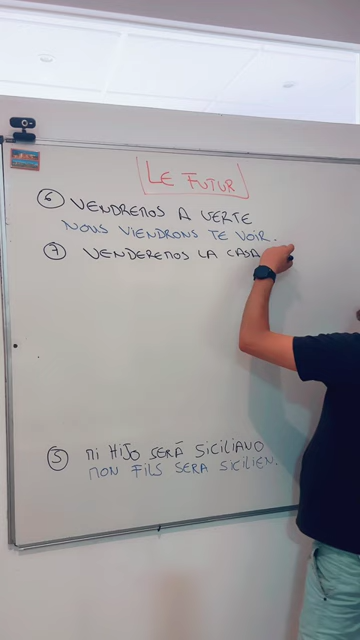 LE FUTUR
6 VENDREMOS A VERTE
NOUS VIENDRONS TE VOIR.
7 VENDEREMOS LA CASA
5 MI HIJO SERÁ SICILIANO
MON FILS SERA SICILIEN.